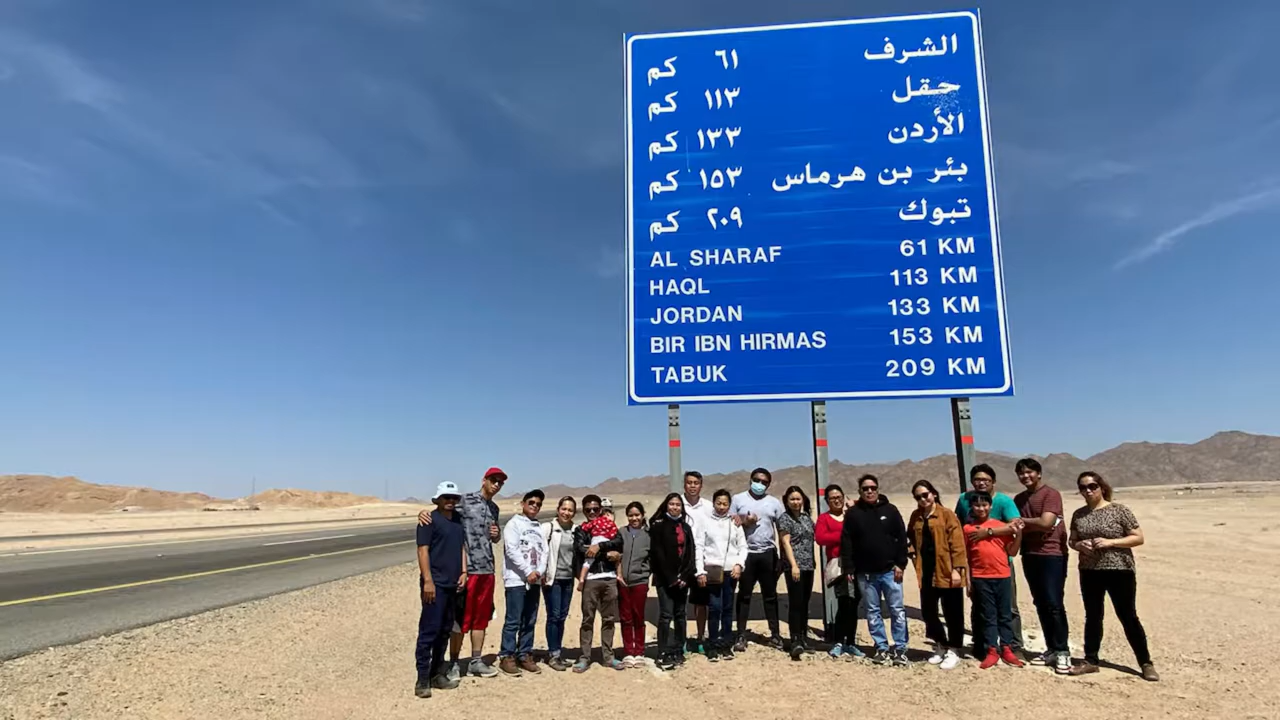 الشرف ٦١ كم
حقل ١١٣ كم
الأردن ١٣٣ كم
بئر بن هرماس ١٥٣ كم
تبوك ٢٠٩ كم
AL SHARAF 61 KM
HAQL 113 KM
JORDAN 133 KM
BIR IBN HIRMAS 153 KM
TABUK 209 KM